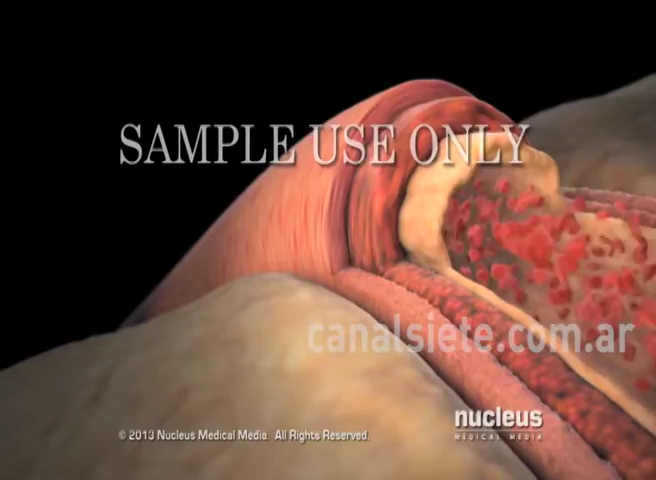 SAMPLE USE ONLY
canalsiete.com.ar
© 2013 Nucleus Medical Media. All Rights Reserved.
nucleus
MEDICAL MEDIA